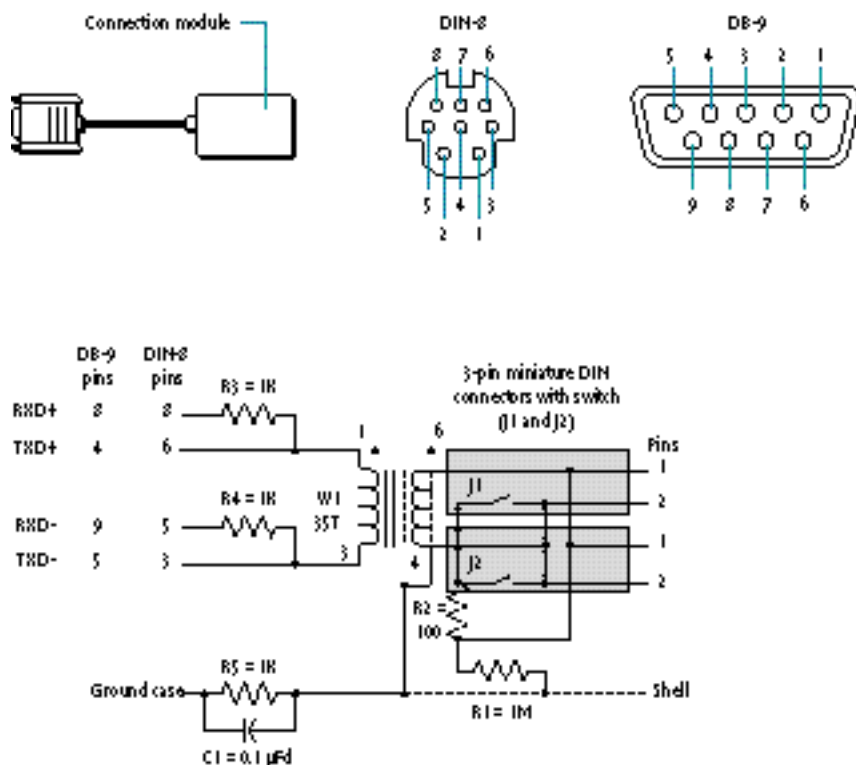 Connection module
DIN-8
DB-9
8 7 6
5 4 3 2 1
5 4 3
2 1
9 8 7 6
DB-9 pins
DIN-8 pins
3-pin miniature DIN
connectors with switch
(J1 and J2)
R3 = 1K
RXD+ 8 8
TXD+ 4 6
1
6
Pins
1
J1
2
R4 = 1K
W1
35T
RXD- 9 5
TXD- 5 3
3
4
1
J2
2
R2 =
100
R5 = 1K
Ground case
Shell
R1 = 1M
C1 = 0.1 µFd